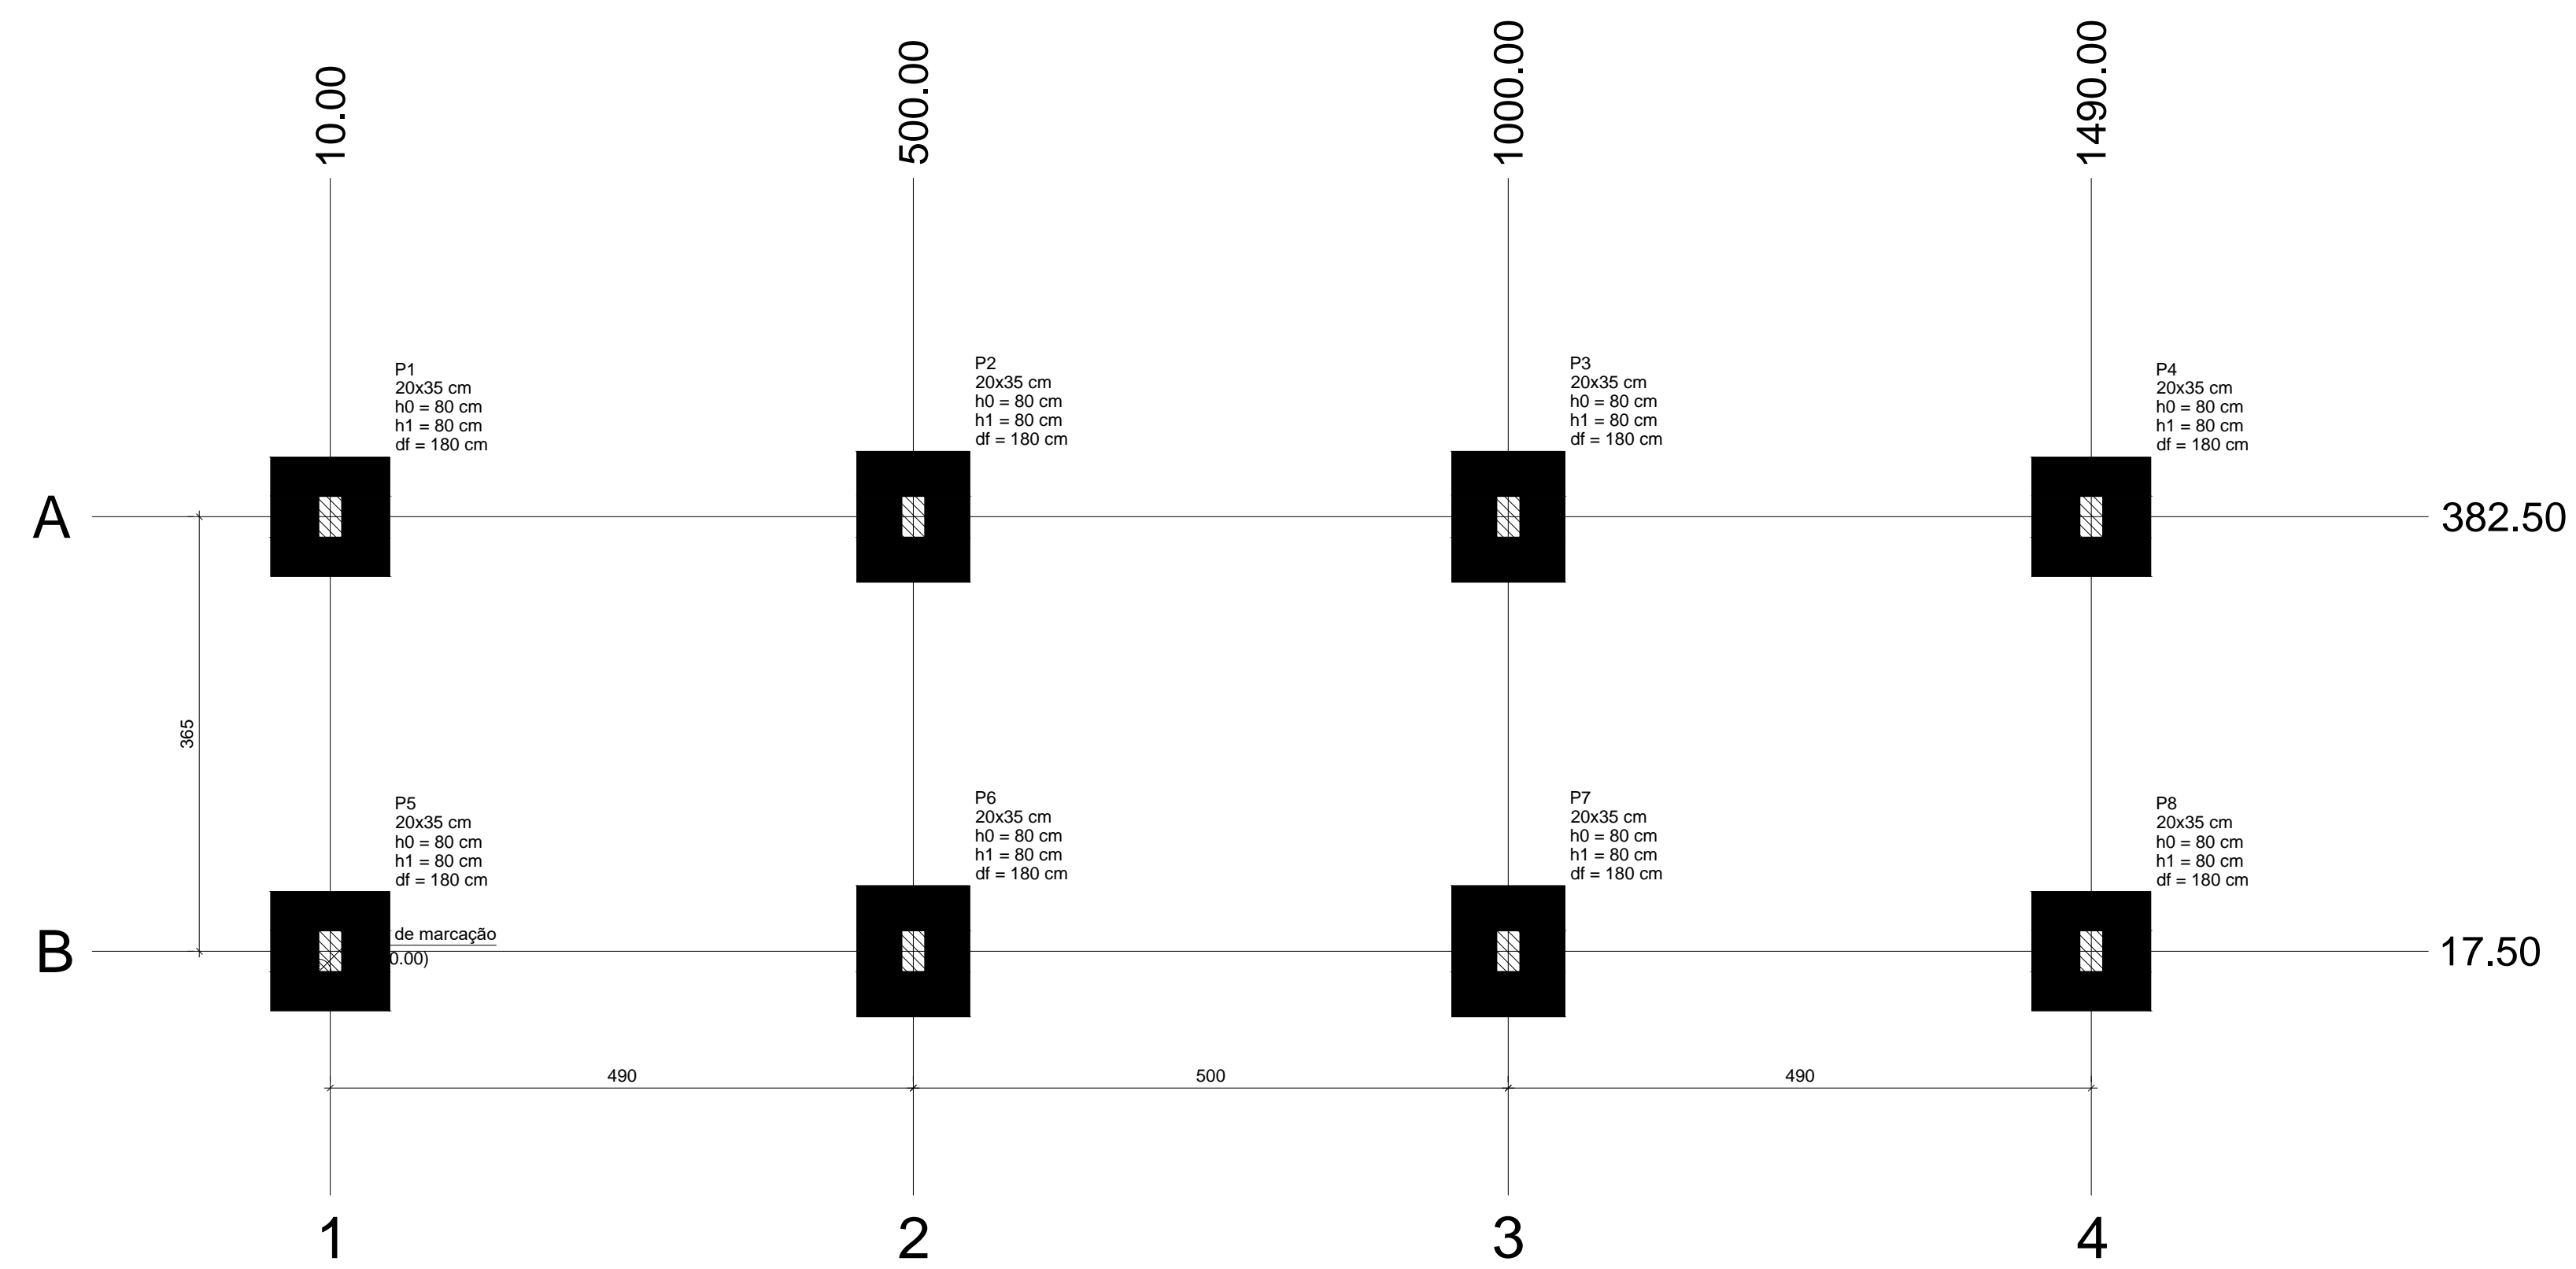 10.00
500.00
1000.00
1490.00
P1
20x35 cm
h0 = 80 cm
h1 = 80 cm
df = 180 cm
P2
20x35 cm
h0 = 80 cm
h1 = 80 cm
df = 180 cm
P3
20x35 cm
h0 = 80 cm
h1 = 80 cm
df = 180 cm
P4
20x35 cm
h0 = 80 cm
h1 = 80 cm
df = 180 cm
A
382.50
365
P5
20x35 cm
h0 = 80 cm
h1 = 80 cm
df = 180 cm
P6
20x35 cm
h0 = 80 cm
h1 = 80 cm
df = 180 cm
P7
20x35 cm
h0 = 80 cm
h1 = 80 cm
df = 180 cm
P8
20x35 cm
h0 = 80 cm
h1 = 80 cm
df = 180 cm
de marcação
0.00)
B
17.50
490
500
490
1
2
3
4